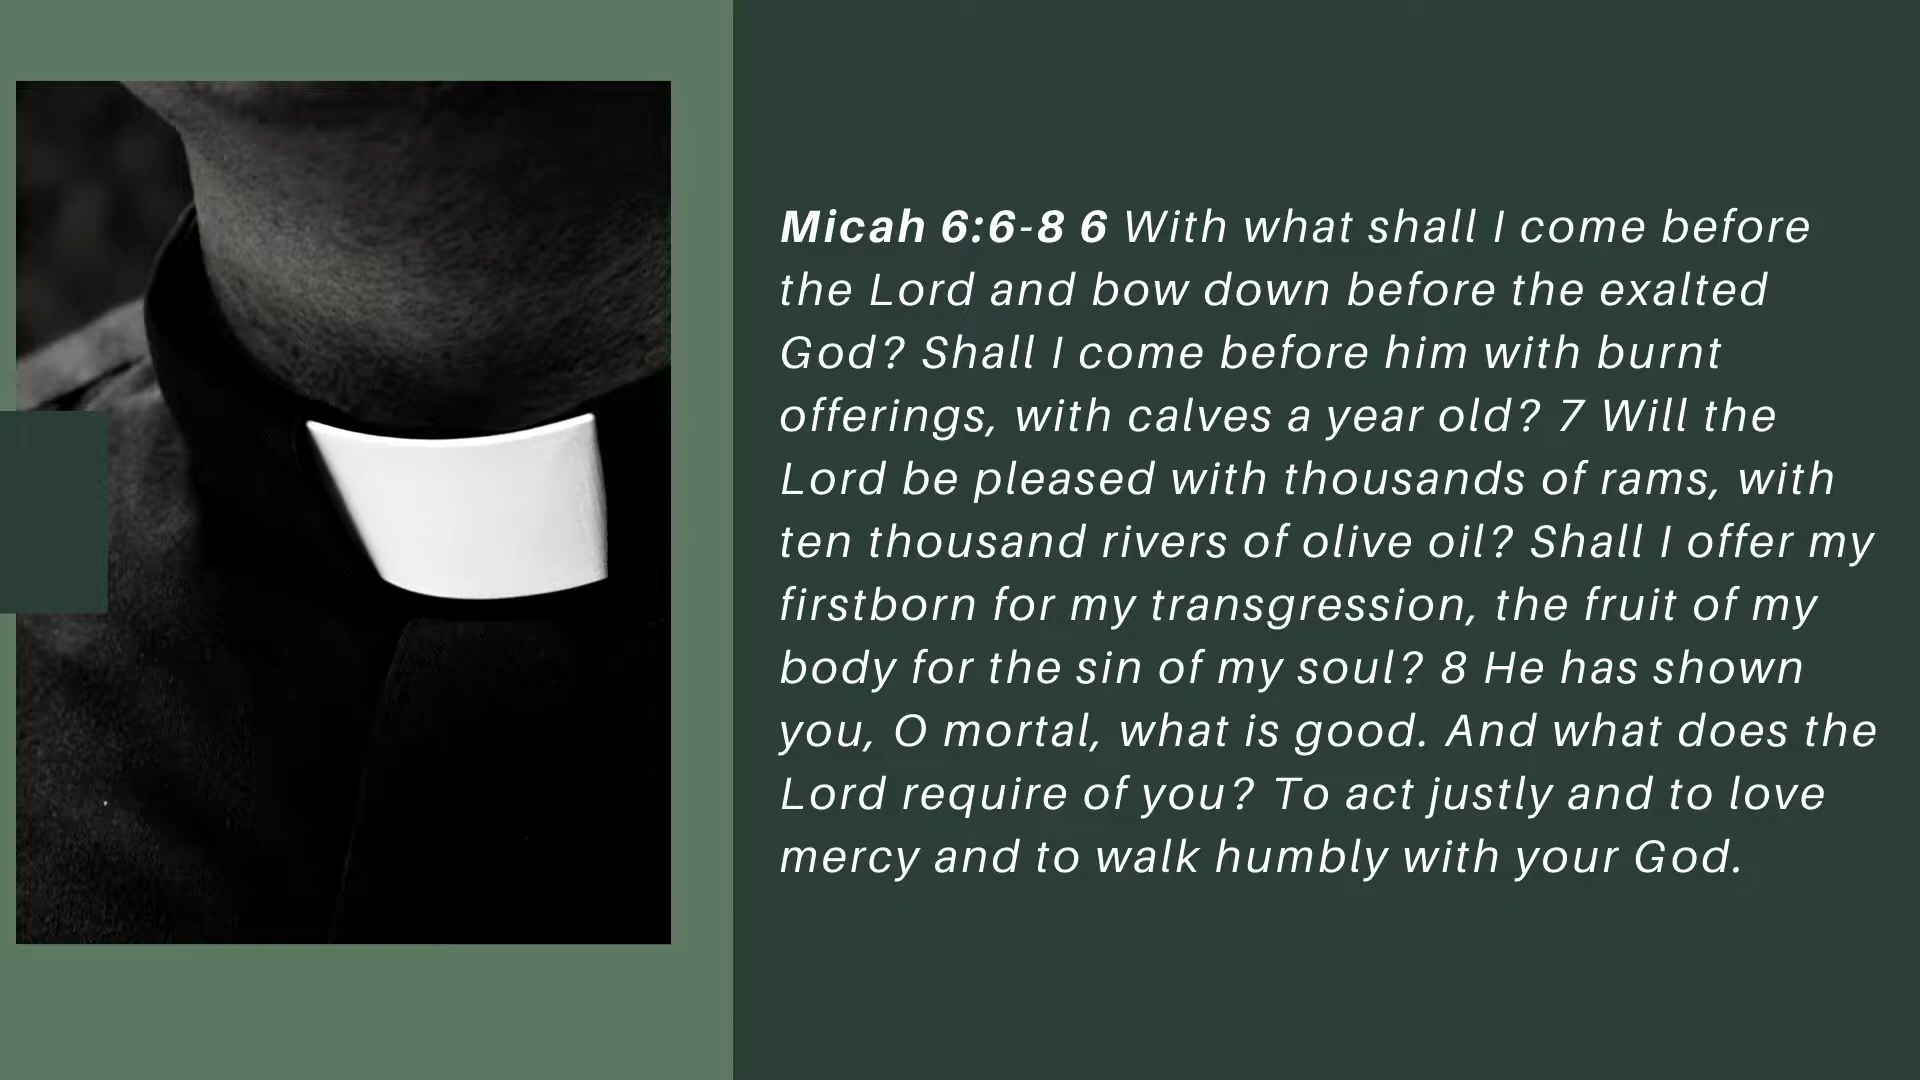 Micah 6:6-8 6 With what shall I come before
the Lord and bow down before the exalted
God? Shall I come before him with burnt
offerings, with calves a year old? 7 Will the
Lord be pleased with thousands of rams, with
ten thousand rivers of olive oil? Shall I offer my
firstborn for my transgression, the fruit of my
body for the sin of my soul? 8 He has shown
you, O mortal, what is good. And what does the
Lord require of you? To act justly and to love
mercy and to walk humbly with your God.